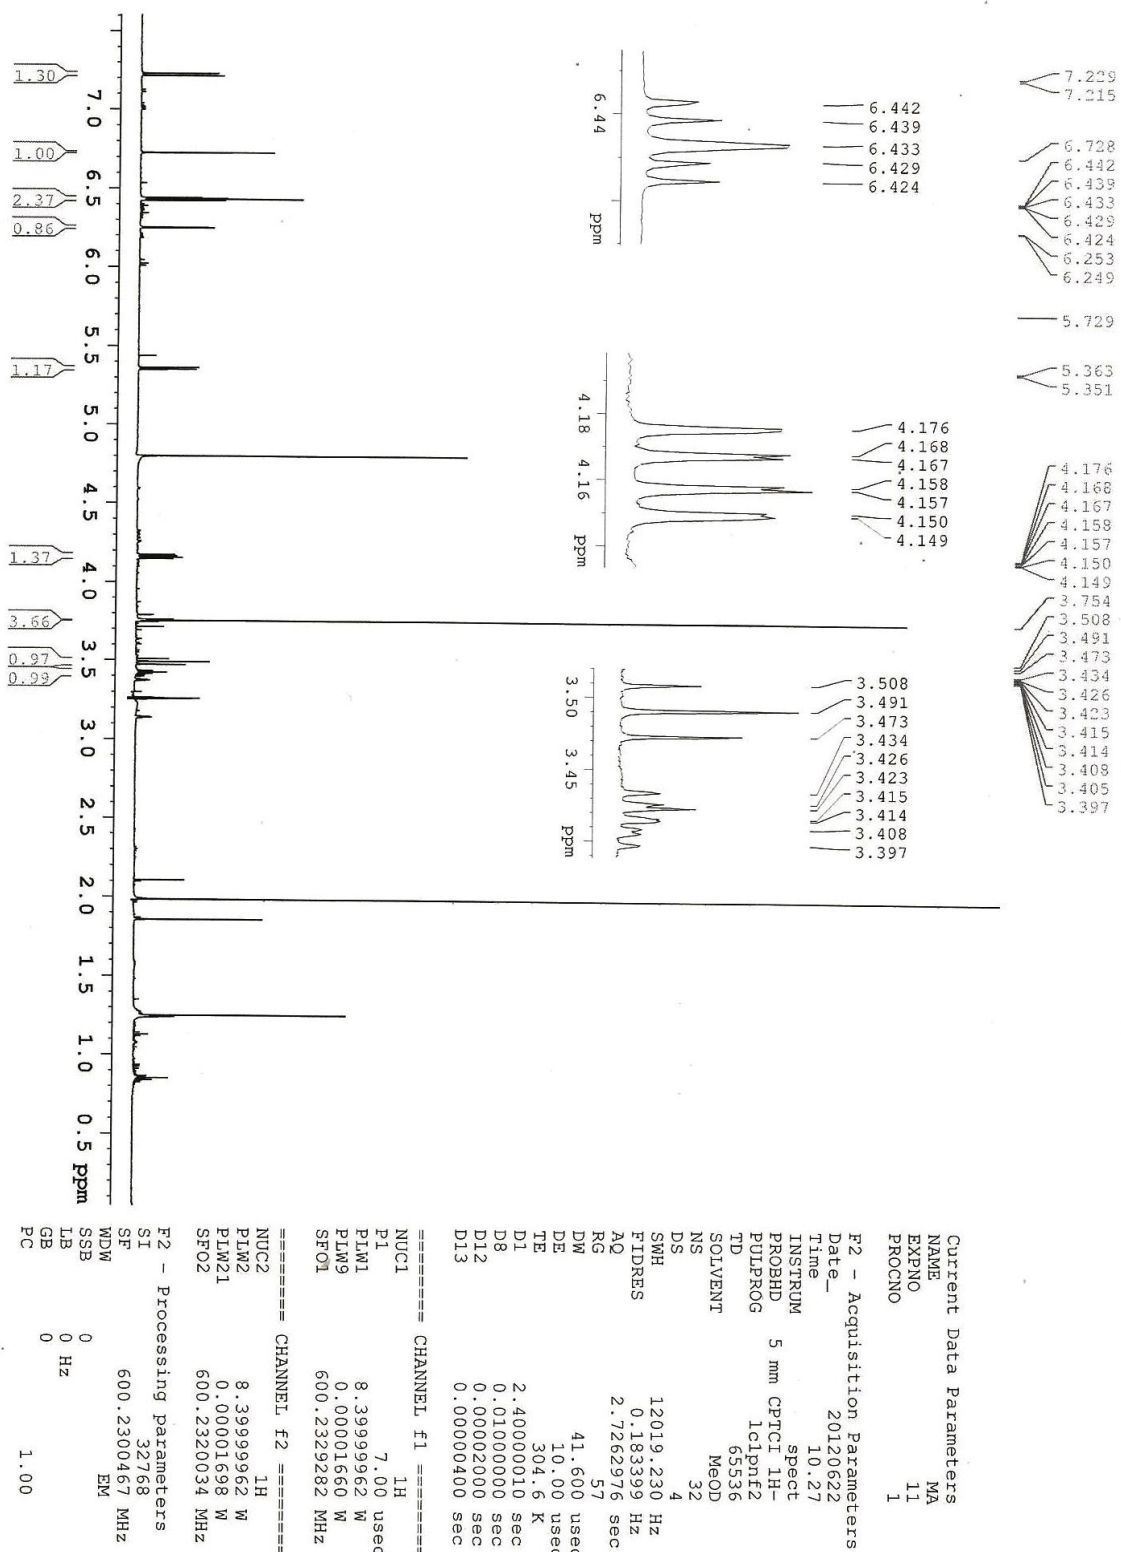 7.229
7.215
6.728
6.442
6.439
6.433
6.429
6.424
6.253
6.249
5.729
5.363
5.351
4.176
4.168
4.167
4.158
4.157
4.150
4.149
3.754
3.508
3.491
3.473
3.434
3.426
3.423
3.415
3.414
3.408
3.405
3.397
6.442
6.439
6.433
6.429
6.424
6.44
ppm
4.176
4.168
4.167
4.158
4.157
4.150
4.149
4.18
4.16
ppm
3.508
3.491
3.473
3.434
3.426
3.423
3.415
3.414
3.408
3.397
3.50
3.45
ppm
7.0 6.5 6.0 5.5 5.0 4.5 4.0 3.5 3.0 2.5 2.0 1.5 1.0 0.5 ppm
1.30
1.00
2.37
0.86
1.17
1.37
3.66
0.97
0.99
Current Data Parameters
NAME MA
EXPNO 11
PROCNO 1
F2 - Acquisition Parameters
Date_ 20120622
Time 10.27
INSTRUM spect
PROBHD 5 mm CPTCI 1H-
PULPROG lc1pnf2
TD 65536
SOLVENT MeOD
NS 32
DS 4
SWH 12019.230 Hz
FIDRES 0.183399 Hz
AQ 2.7262976 sec
RG 57
DW 41.600 usec
DE 10.00 usec
TE 304.6 K
D1 2.40000010 sec
D8 0.01000000 sec
D12 0.00002000 sec
D13 0.00000400 sec
======== CHANNEL f1 ========
NUC1 1H
P1 7.00 usec
PLW1 8.39999962 W
PLW9 0.00001660 W
SFO1 600.2329282 MHz
======== CHANNEL f2 ========
NUC2 1H
PLW2 8.39999962 W
PLW21 0.00001698 W
SFO2 600.2320034 MHz
F2 - Processing parameters
SI 32768
SF 600.2300467 MHz
WDW EM
SSB 0
LB 0 Hz
GB 0
PC 1.00